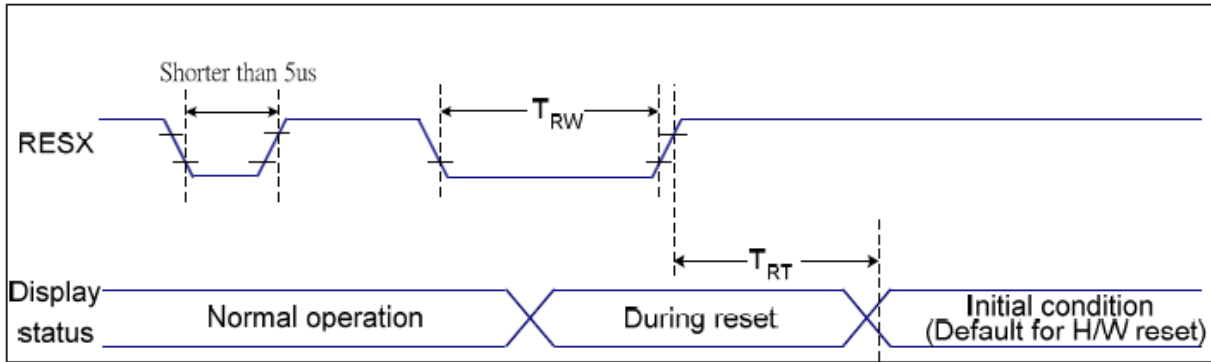 Shorter than 5us
RESX
TRW
TRT
Display
status
Normal operation
During reset
Initial condition
(Default for H/W reset)